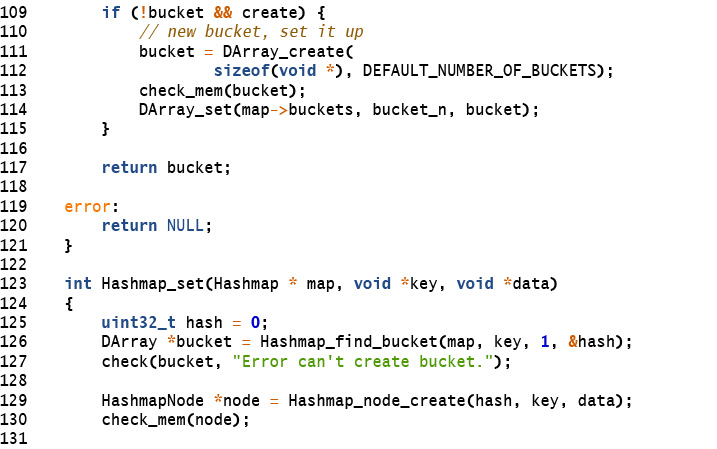 109         if (!bucket && create) {
110             // new bucket, set it up
111             bucket = DArray_create(
112                     sizeof(void *), DEFAULT_NUMBER_OF_BUCKETS);
113             check_mem(bucket);
114             DArray_set(map->buckets, bucket_n, bucket);
115         }
116
117         return bucket;
118
119     error:
120         return NULL;
121     }
122
123     int Hashmap_set(Hashmap * map, void *key, void *data)
124     {
125         uint32_t hash = 0;
126         DArray *bucket = Hashmap_find_bucket(map, key, 1, &hash);
127         check(bucket, "Error can't create bucket.");
128
129         HashmapNode *node = Hashmap_node_create(hash, key, data);
130         check_mem(node);
131